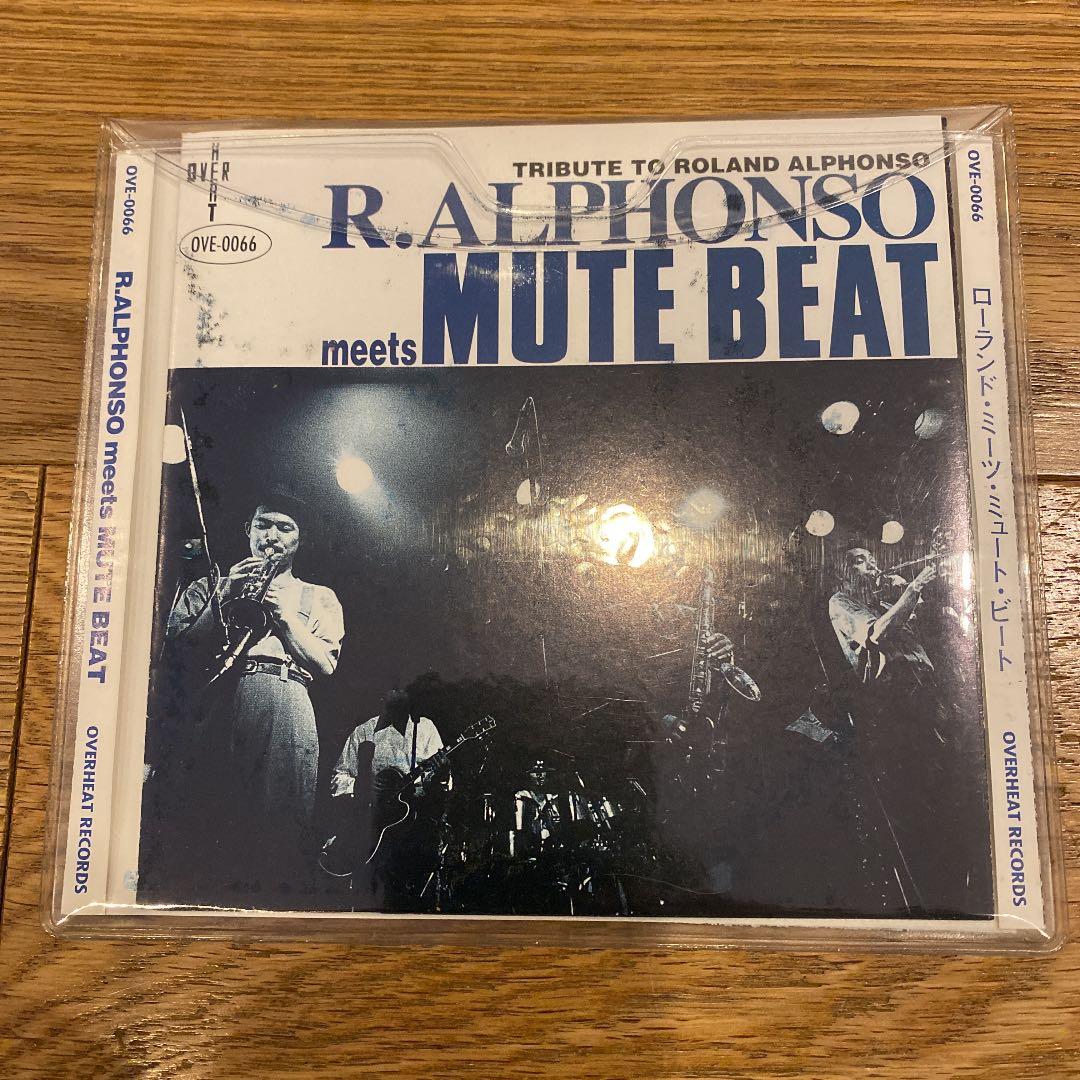 OVER
HEAT
OVE-0066
TRIBUTE TO ROLAND ALPHONSO
R.ALPHONSO
meets MUTE BEAT
OVE-0066
R.ALPHONSO meets MUTE BEAT
OVERHEAT RECORDS
OVE-0066
ローランド・ミーツ・ミュート・ビート
OVERHEAT RECORDS